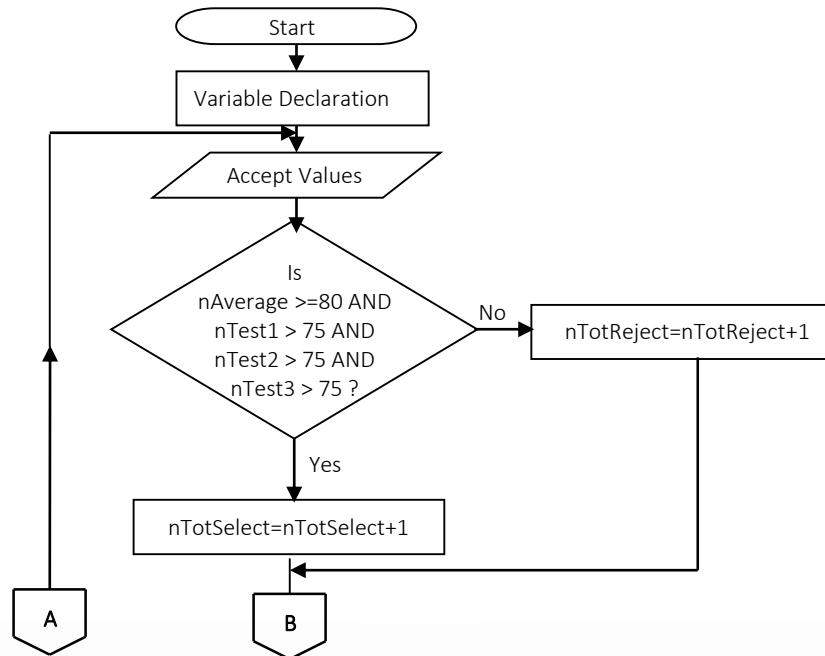 Start
Variable Declaration
Accept Values
Is
nAverage >=80 AND
nTest1 > 75 AND
nTest2 > 75 AND
nTest3 > 75 ?
No
nTotReject=nTotReject+1
Yes
nTotSelect=nTotSelect+1
A
B